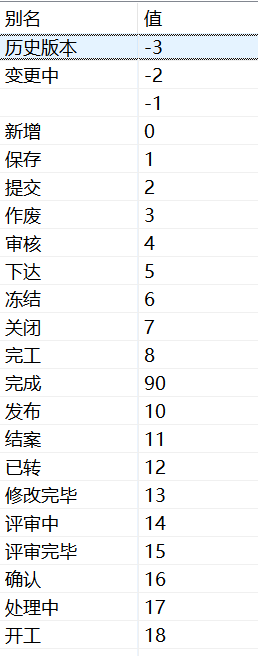 别名 值
历史版本 -3
变更中 -2
-1
新增 0
保存 1
提交 2
作废 3
审核 4
下达 5
冻结 6
关闭 7
完工 8
完成 90
发布 10
结案 11
已转 12
修改完毕 13
评审中 14
评审完毕 15
确认 16
处理中 17
开工 18